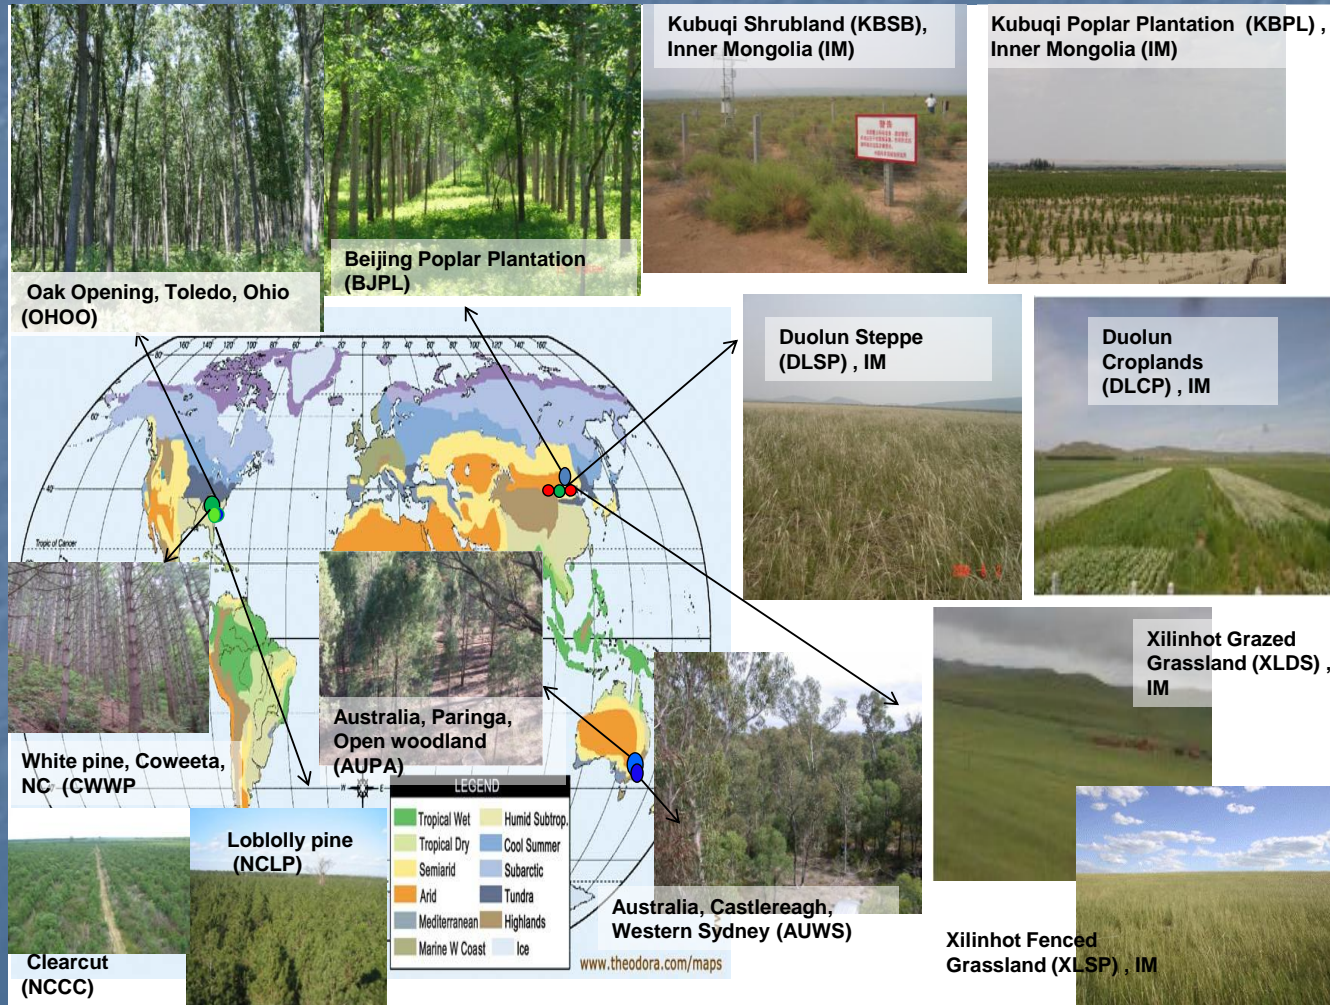 Kubuqi Shrubland (KBSB),
Inner Mongolia (IM)
Kubuqi Poplar Plantation  (KBPL) ,
Inner Mongolia (IM)
Beijing Poplar Plantation
(BJPL)
Oak Opening, Toledo, Ohio
(OHOO)
Duolun Steppe
(DLSP) , IM
Duolun
Croplands
(DLCP) , IM
Tropic of Cancer
Xilinhot Grazed
Grassland (XLDS) ,
IM
Australia, Paringa,
Open woodland
(AUPA)
White pine, Coweeta,
NC  (CWWP
W
E
LEGEND
Tropical Wet
Humid Subtrop.
Tropical Dry
Cool Summer
Semiarid
Subarctic
Arid
Tundra
Mediterranean
Highlands
Marine W Coast
Ice
Loblolly pine
(NCLP)
Australia, Castlereagh,
Western Sydney (AUWS)
www.theodora.com/maps
Xilinhot Fenced
Grassland (XLSP) , IM
Clearcut
(NCCC)